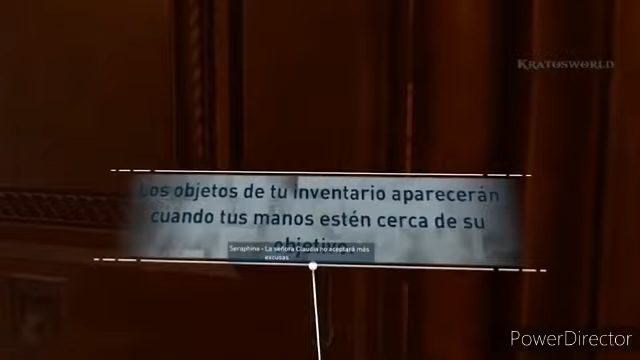 KRATOSWORLD
Los objetos de tu inventario aparecerán
cuando tus manos estén cerca de su
objetivo
Seraphina - La señora Claudia no aceptará más
excusas
PowerDirector